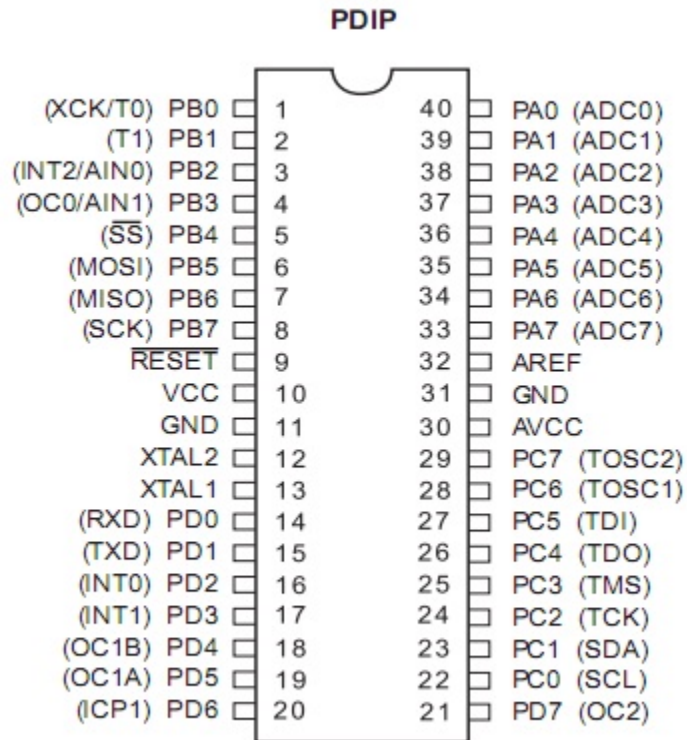 PDIP
(XCK/T0) PB0 1 40 PA0 (ADC0)
(T1) PB1 2 39 PA1 (ADC1)
(INT2/AIN0) PB2 3 38 PA2 (ADC2)
(OC0/AIN1) PB3 4 37 PA3 (ADC3)
(SS) PB4 5 36 PA4 (ADC4)
(MOSI) PB5 6 35 PA5 (ADC5)
(MISO) PB6 7 34 PA6 (ADC6)
(SCK) PB7 8 33 PA7 (ADC7)
RESET 9 32 AREF
VCC 10 31 GND
GND 11 30 AVCC
XTAL2 12 29 PC7 (TOSC2)
XTAL1 13 28 PC6 (TOSC1)
(RXD) PD0 14 27 PC5 (TDI)
(TXD) PD1 15 26 PC4 (TDO)
(INT0) PD2 16 25 PC3 (TMS)
(INT1) PD3 17 24 PC2 (TCK)
(OC1B) PD4 18 23 PC1 (SDA)
(OC1A) PD5 19 22 PC0 (SCL)
(ICP1) PD6 20 21 PD7 (OC2)